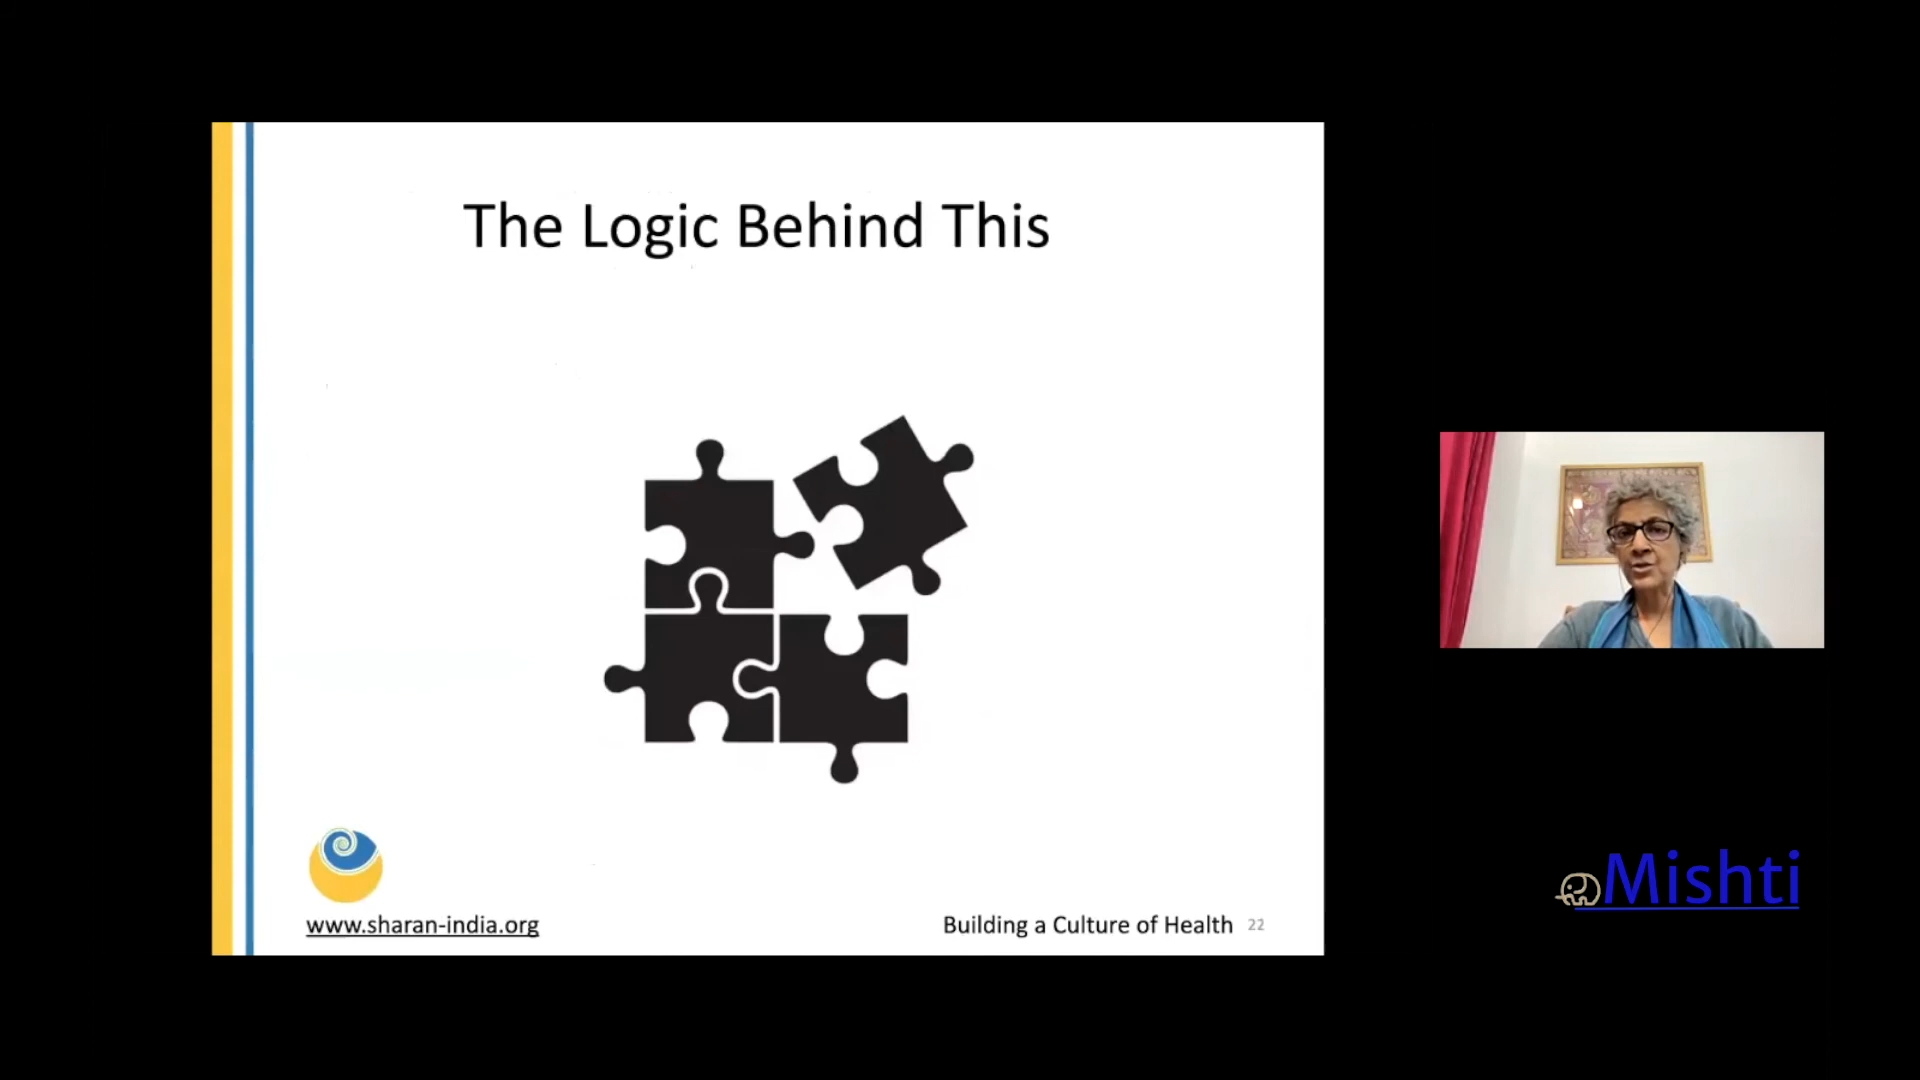 The Logic Behind This
www.sharan-india.org
Building a Culture of Health 22
Mishti